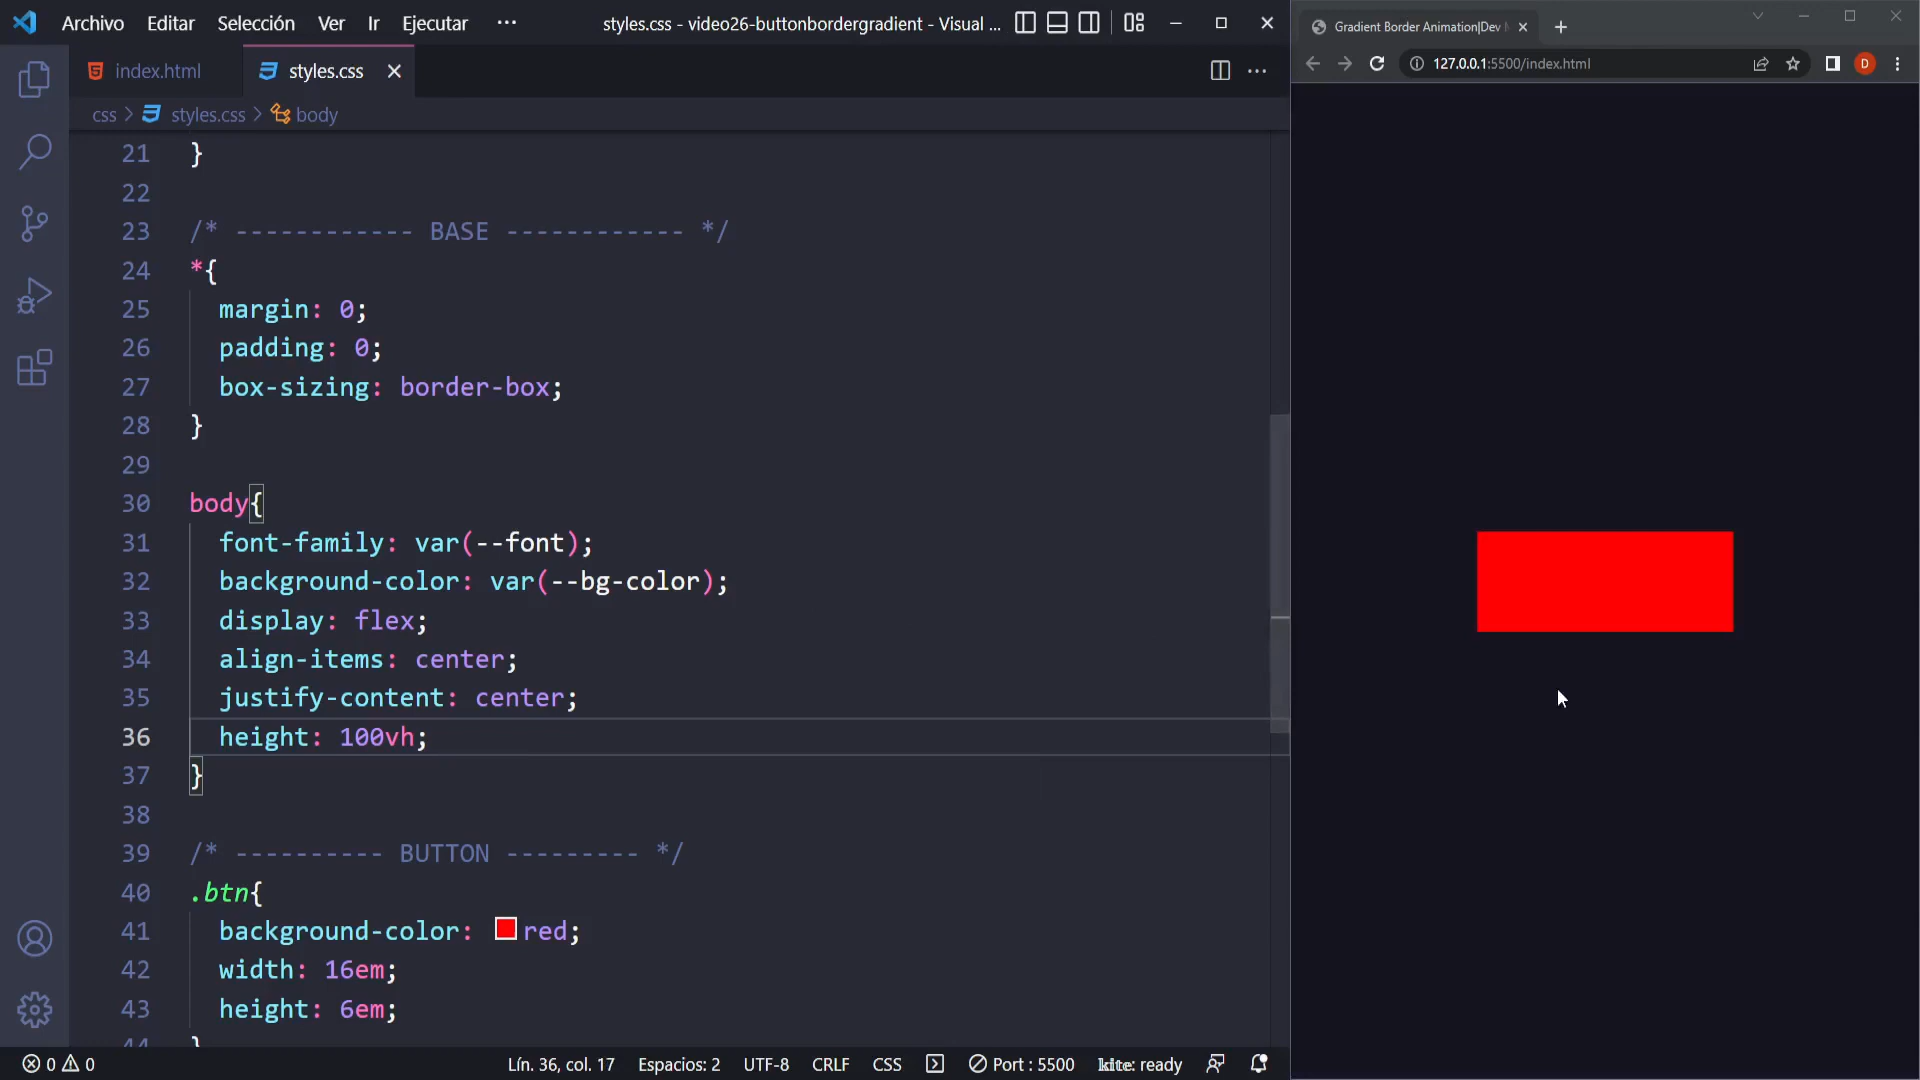 Archivo Editar Selección Ver Ir Ejecutar ··· styles.css - video26-buttonbordergradient - Visual ...
index.html styles.css
css > styles.css > body
21 }
22
23 /* ------------ BASE ------------ */
24 *{
25 margin: 0;
26 padding: 0;
27 box-sizing: border-box;
28 }
29
30 body{
31 font-family: var(--font);
32 background-color: var(--bg-color);
33 display: flex;
34 align-items: center;
35 justify-content: center;
36 height: 100vh;
37 }
38
39 /* ---------- BUTTON --------- */
40 .btn{
41 background-color: red;
42 width: 16em;
43 height: 6em;
44 }
0 0 Lín. 36, col. 17 Espacios: 2 UTF-8 CRLF CSS Port : 5500 kite: ready
Gradient Border Animation|Dev
127.0.0.1:5500/index.html
D